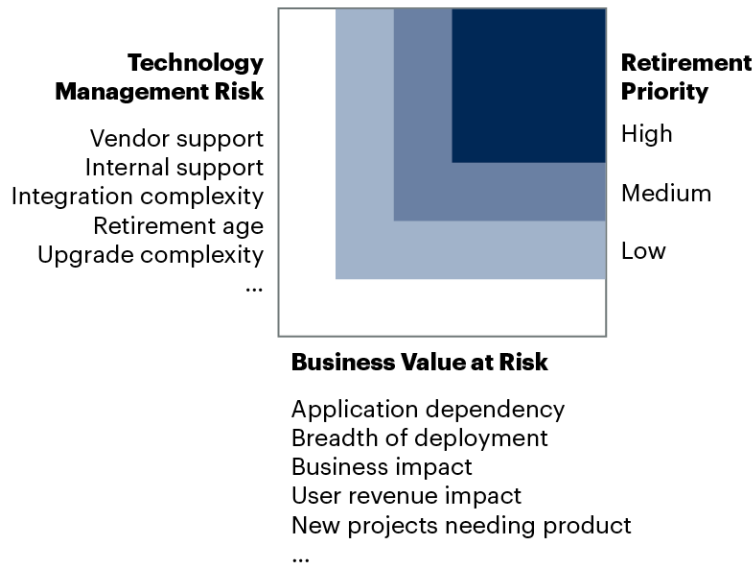 Technology
Management Risk
Vendor support
Internal support
Integration complexity
Retirement age
Upgrade complexity
...
Retirement
Priority
High
Medium
Low
Business Value at Risk
Application dependency
Breadth of deployment
Business impact
User revenue impact
New projects needing product
...